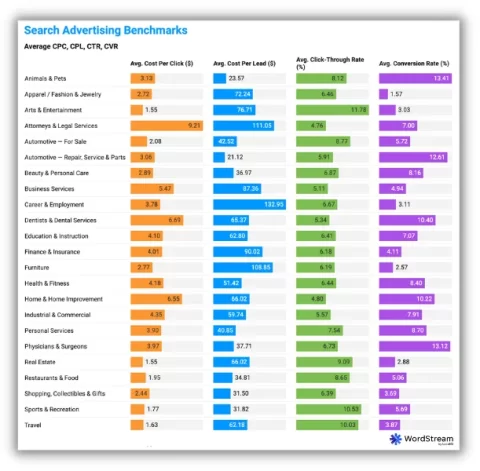 Search Advertising Benchmarks
Average CPC, CPL, CTR, CVR
Avg. Cost Per Click ($) Avg. Cost Per Lead ($) Avg. Click-Through Rate (%) Avg. Conversion Rate (%)
Animals & Pets 3.10 23.57 8.12 13.41
Apparel / Fashion & Jewelry 2.72 72.24 6.46 1.57
Arts & Entertainment 1.55 76.71 11.78 3.03
Attorneys & Legal Services 9.21 111.05 4.76 7.00
Automotive — For Sale 2.08 42.52 8.77 5.72
Automotive — Repair, Service & Parts 3.06 21.12 5.91 12.61
Beauty & Personal Care 2.89 36.97 6.87 8.16
Business Services 5.47 87.36 5.11 4.94
Career & Employment 3.78 132.95 6.67 3.11
Dentists & Dental Services 6.65 65.37 5.34 10.40
Education & Instruction 4.10 62.80 6.41 7.07
Finance & Insurance 4.01 90.02 6.18 4.11
Furniture 2.77 108.85 6.19 2.57
Health & Fitness 4.18 51.42 6.44 8.40
Home & Home Improvement 6.55 66.02 4.80 10.22
Industrial & Commercial 4.35 59.74 5.57 7.91
Personal Services 3.90 40.85 7.54 8.70
Physicians & Surgeons 3.97 37.71 6.73 13.12
Real Estate 1.55 66.02 9.09 2.88
Restaurants & Food 1.95 34.81 8.65 5.06
Shopping, Collectibles & Gifts 2.44 31.50 6.39 3.59
Sports & Recreation 1.77 31.82 10.53 5.69
Travel 1.63 63.18 10.03 3.87
WordStream